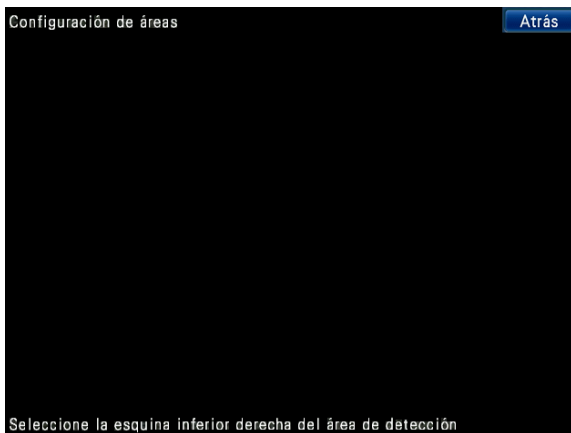 Configuración de áreas
Atrás
Seleccione la esquina inferior derecha del área de detección